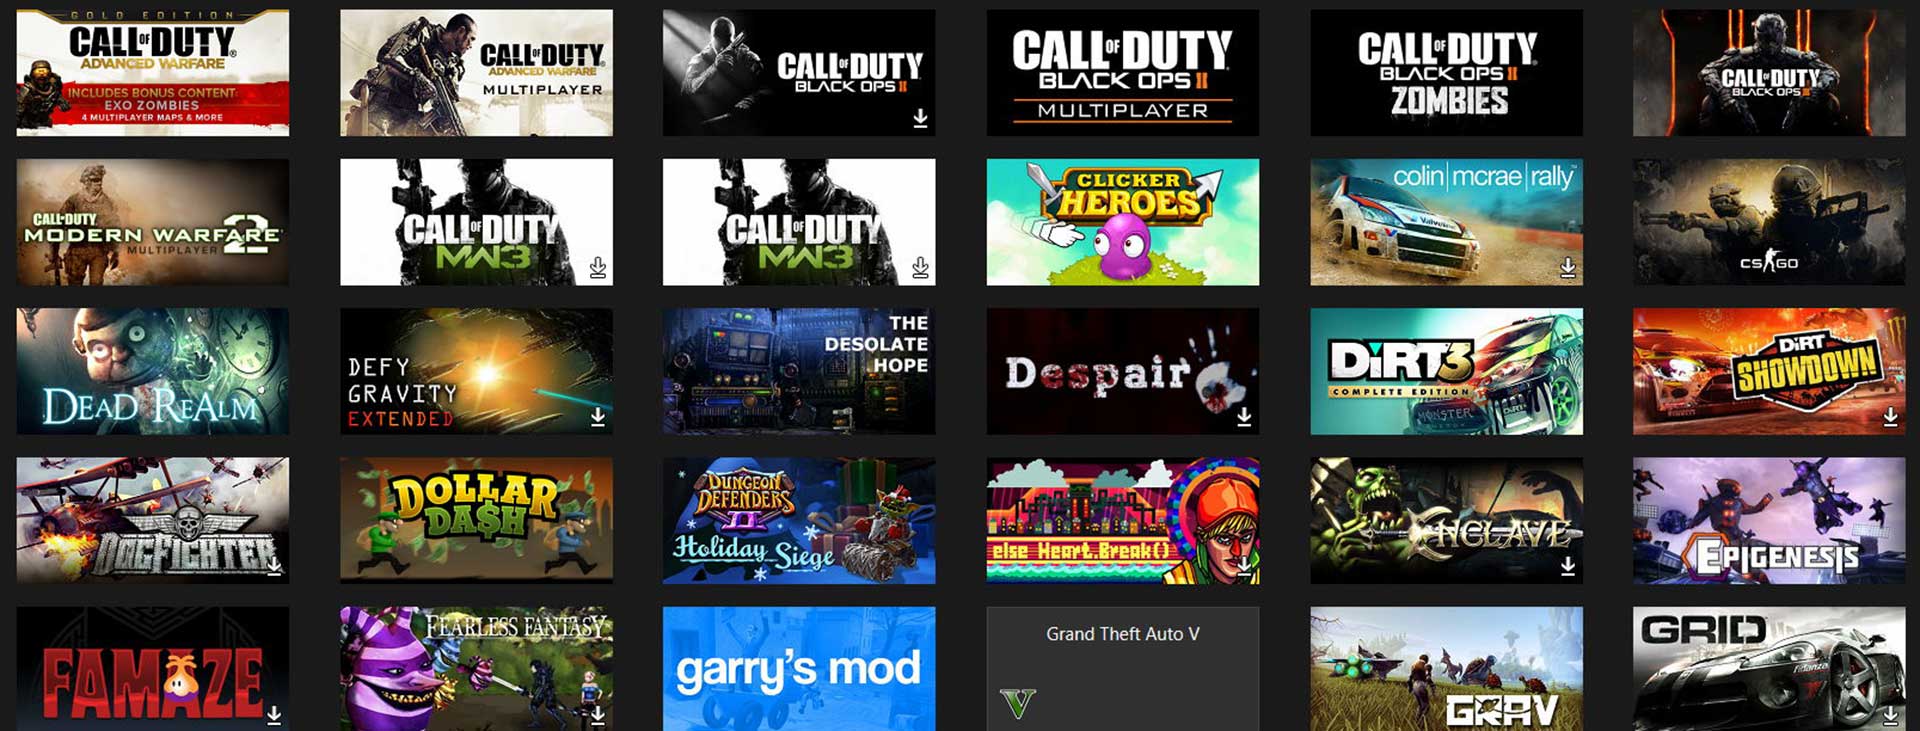 GOLD EDITION
CALL OF DUTY
ADVANCED WARFARE
INCLUDES BONUS CONTENT:
EXO ZOMBIES
4 MULTIPLAYER MAPS & MORE
CALL OF DUTY
ADVANCED WARFARE
MULTIPLAYER
CALL OF DUTY
BLACK OPS II
CALL OF DUTY
BLACK OPS II
MULTIPLAYER
CALL OF DUTY
BLACK OPS II
ZOMBIES
CALL OF DUTY
BLACK OPS III
CALL OF DUTY
MODERN WARFARE 2
MULTIPLAYER
CALL OF DUTY
MW3
CALL OF DUTY
MW3
CLICKER
HEROES
colin|mcrae|rally™
Valvoline
CS GO
DEAD REALM
DEFY
GRAVITY
EXTENDED
THE
DESOLATE
HOPE
Despair
DiRT3
COMPLETE EDITION
MONSTER
DiRT
SHOWDOWN
DOGFIGHTER
DOLLAR
DA$H
DUNGEON
DEFENDERS
II
Holiday Siege
else Heart.Break()
ENCLAVE
EPIGENESIS
FAMAZE
FEARLESS FANTASY
garry's mod
Grand Theft Auto V
V
GRAV
GRID